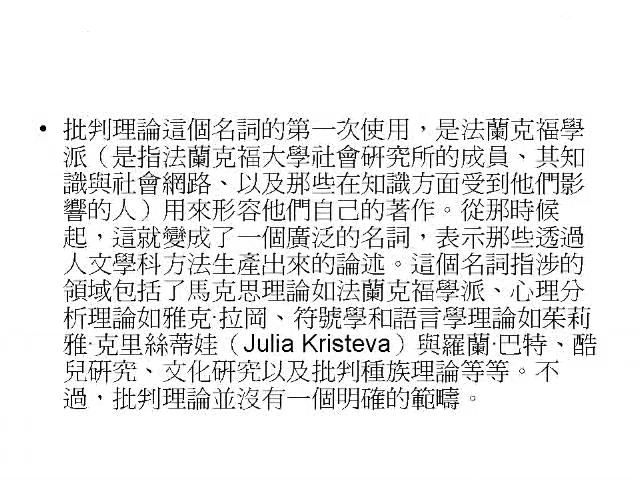 • 批判理論這個名詞的第一次使用，是法蘭克福學
派（是指法蘭克福大學社會研究所的成員、其知
識與社會網路、以及那些在知識方面受到他們影
響的人）用來形容他們自己的著作。從那時候
起，這就變成了一個廣泛的名詞，表示那些透過
人文學科方法生產出來的論述。這個名詞指涉的
領域包括了馬克思理論如法蘭克福學派、心理分
析理論如雅克·拉岡、符號學和語言學理論如茱莉
雅·克里絲蒂娃（Julia Kristeva）與羅蘭·巴特、酷
兒研究、文化研究以及批判種族理論等等。不
過，批判理論並沒有一個明確的範疇。